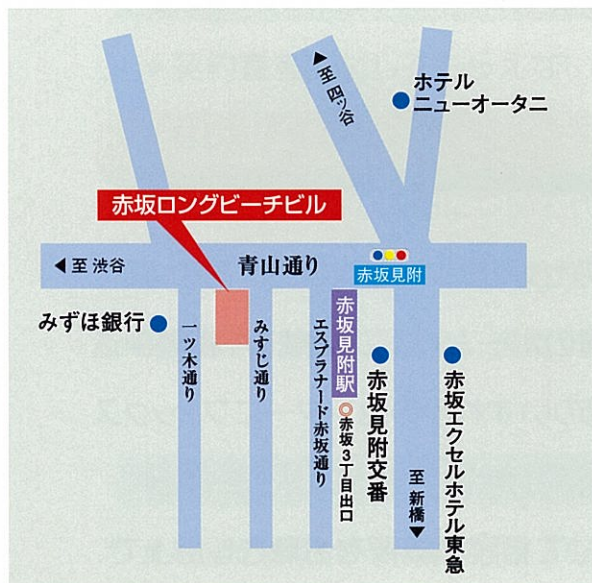 ホテル
ニューオータニ
▲至 四ッ谷
赤坂ロングビーチビル
◀至 渋谷
青山通り
赤坂見附
みずほ銀行
一ツ木通り
みすじ通り
エスプラナード赤坂通り
赤坂見附駅
赤坂3丁目出口
赤坂見附交番
至 新橋▼
赤坂エクセルホテル東急